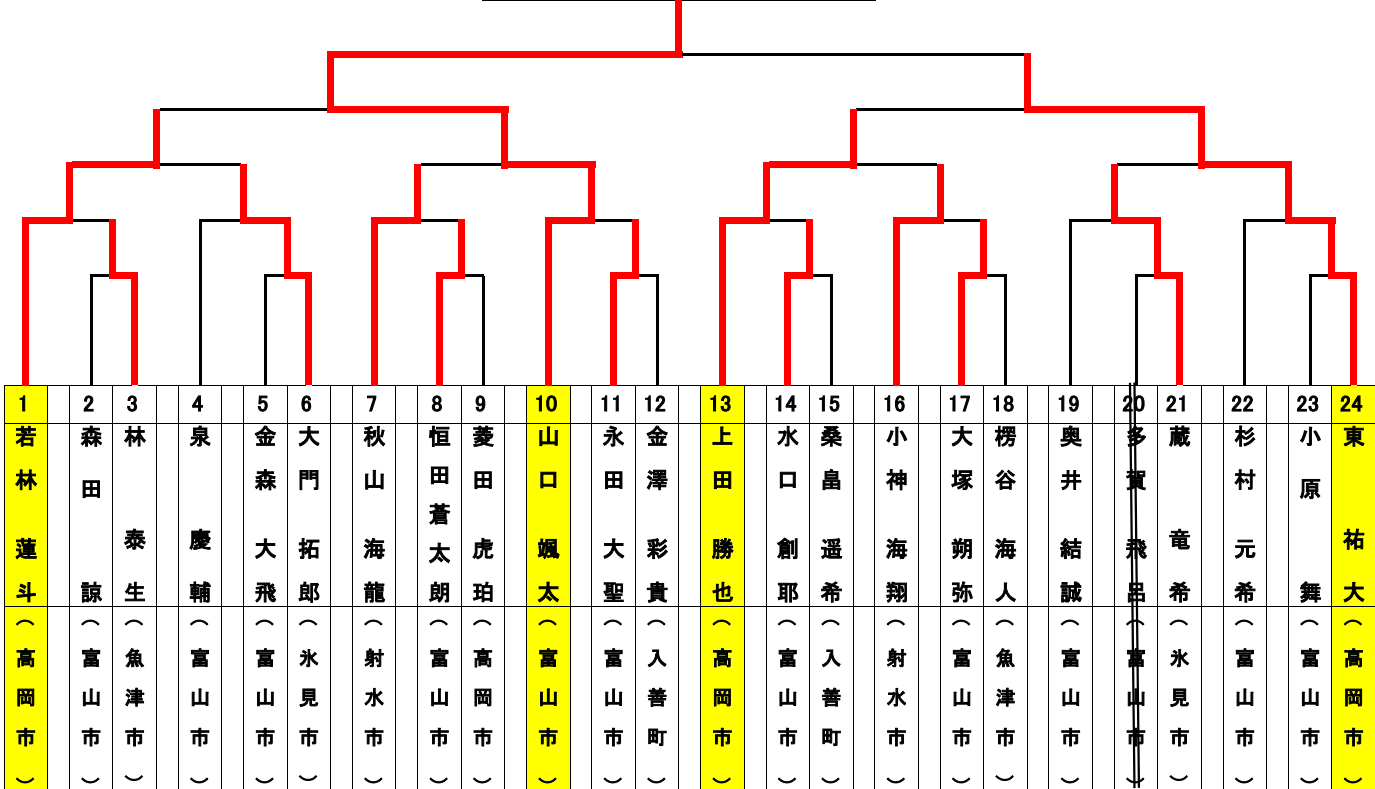 1 若林 蓮斗 (高岡市)
2 森田 諒 (富山市)
3 林 泰生 (魚津市)
4 泉 慶輔 (富山市)
5 金森 大飛 (富山市)
6 大門 拓郎 (氷見市)
7 秋山 海龍 (射水市)
8 恒田 蒼太朗 (富山市)
9 菱田 虎珀 (高岡市)
10 山口 颯太 (富山市)
11 永田 大聖 (富山市)
12 金澤 彩貴 (入善町)
13 上田 勝也 (高岡市)
14 水口 創耶 (富山市)
15 桑畠 遥希 (入善町)
16 小神 海翔 (射水市)
17 大塚 朔弥 (富山市)
18 楞谷 海人 (魚津市)
19 奥井 結誠 (富山市)
20 多賀 飛呂 (富山市)
21 蔵 竜希 (氷見市)
22 杉村 元希 (富山市)
23 小原 舞 (富山市)
24 東 祐大 (高岡市)